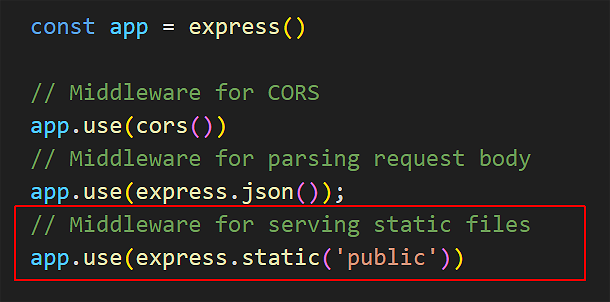 const app = express()
// Middleware for CORS
app.use(cors())
// Middleware for parsing request body
app.use(express.json());
// Middleware for serving static files
app.use(express.static('public'))